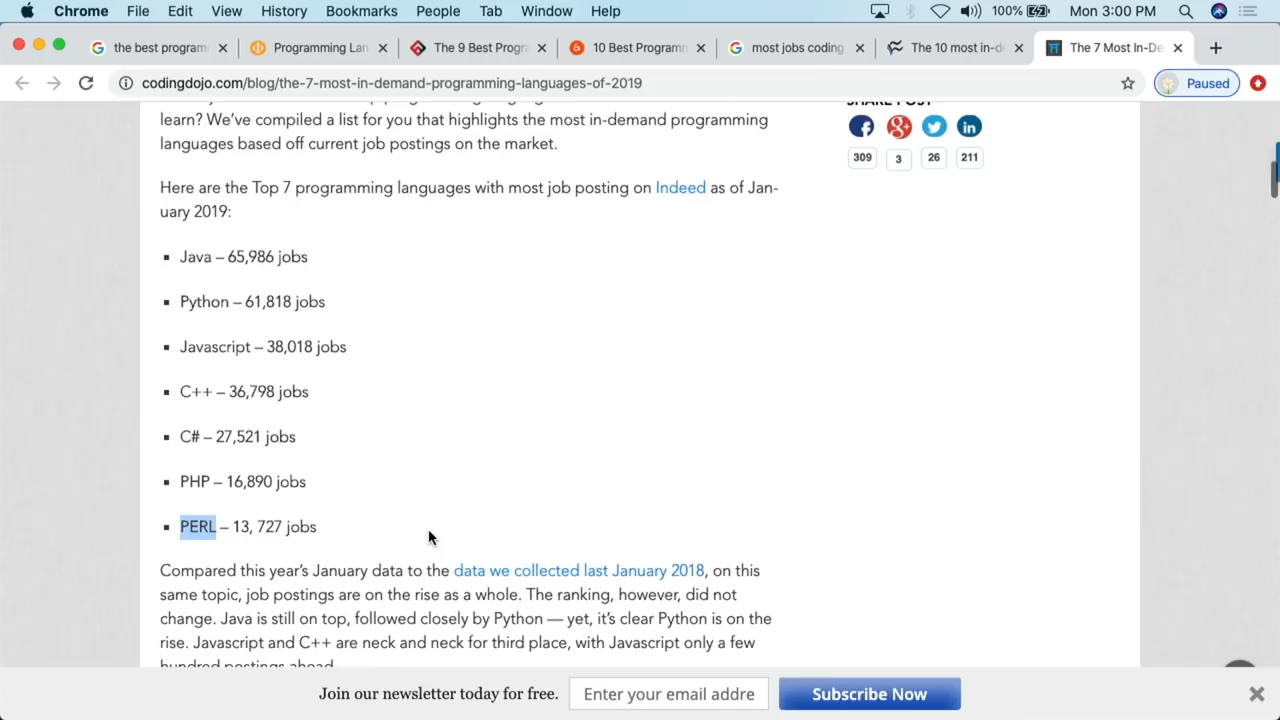 Chrome File Edit View History Bookmarks People Tab Window Help 100% Mon 3:00 PM
the best program Programming Lan The 9 Best Progr 10 Best Programm most jobs coding The 10 most in-d The 7 Most In-De
codingdojo.com/blog/the-7-most-in-demand-programming-languages-of-2019 Paused
SHARE POST
learn? We've compiled a list for you that highlights the most in-demand programming
languages based off current job postings on the market.
309 3 26 211
Here are the Top 7 programming languages with most job posting on Indeed as of Jan-
uary 2019:
▪ Java – 65,986 jobs
▪ Python – 61,818 jobs
▪ Javascript – 38,018 jobs
▪ C++ – 36,798 jobs
▪ C# – 27,521 jobs
▪ PHP – 16,890 jobs
▪ PERL – 13, 727 jobs
Compared this year's January data to the data we collected last January 2018, on this
same topic, job postings are on the rise as a whole. The ranking, however, did not
change. Java is still on top, followed closely by Python — yet, it's clear Python is on the
rise. Javascript and C++ are neck and neck for third place, with Javascript only a few
hundred postings ahead.
Join our newsletter today for free. Enter your email addre Subscribe Now